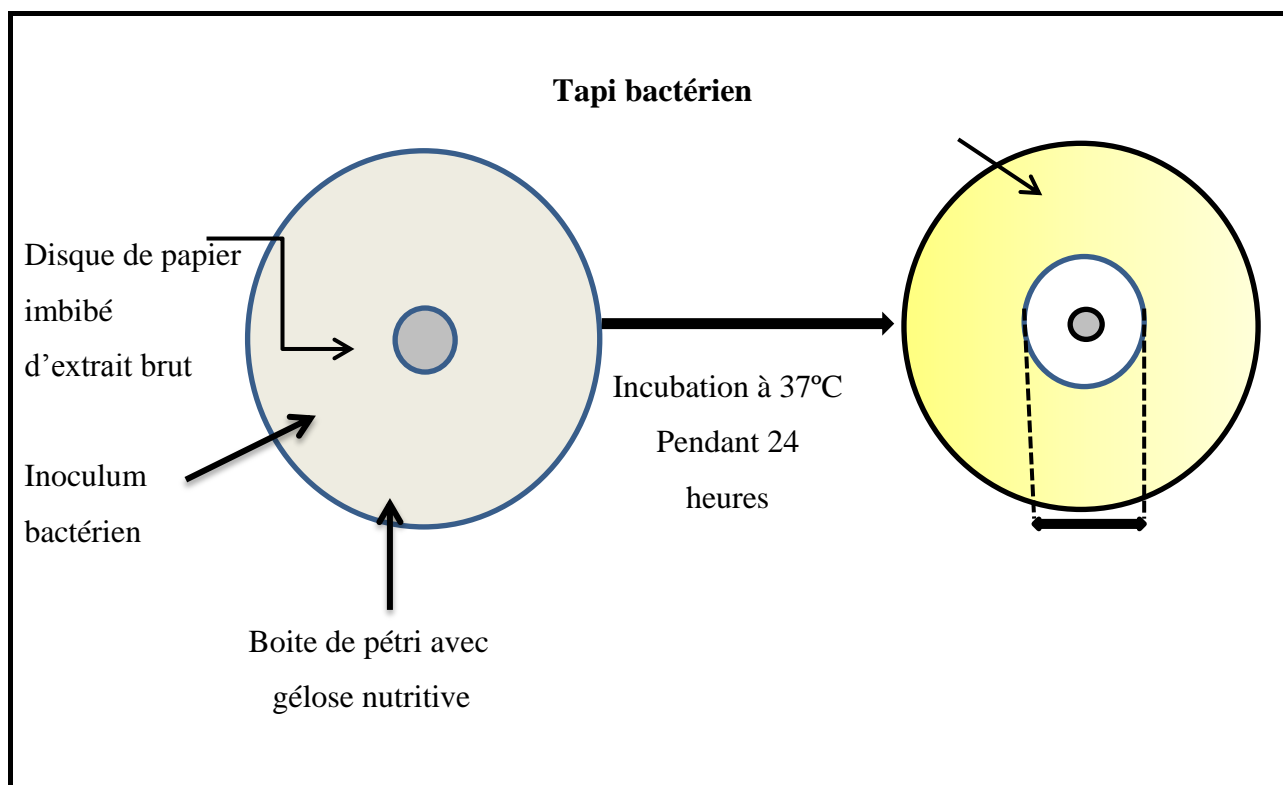 Tapi bactérien
Disque de papier
imbibé
d’extrait brut
Incubation à 37ºC
Pendant 24
heures
Inoculum
bactérien
Boite de pétri avec
gélose nutritive